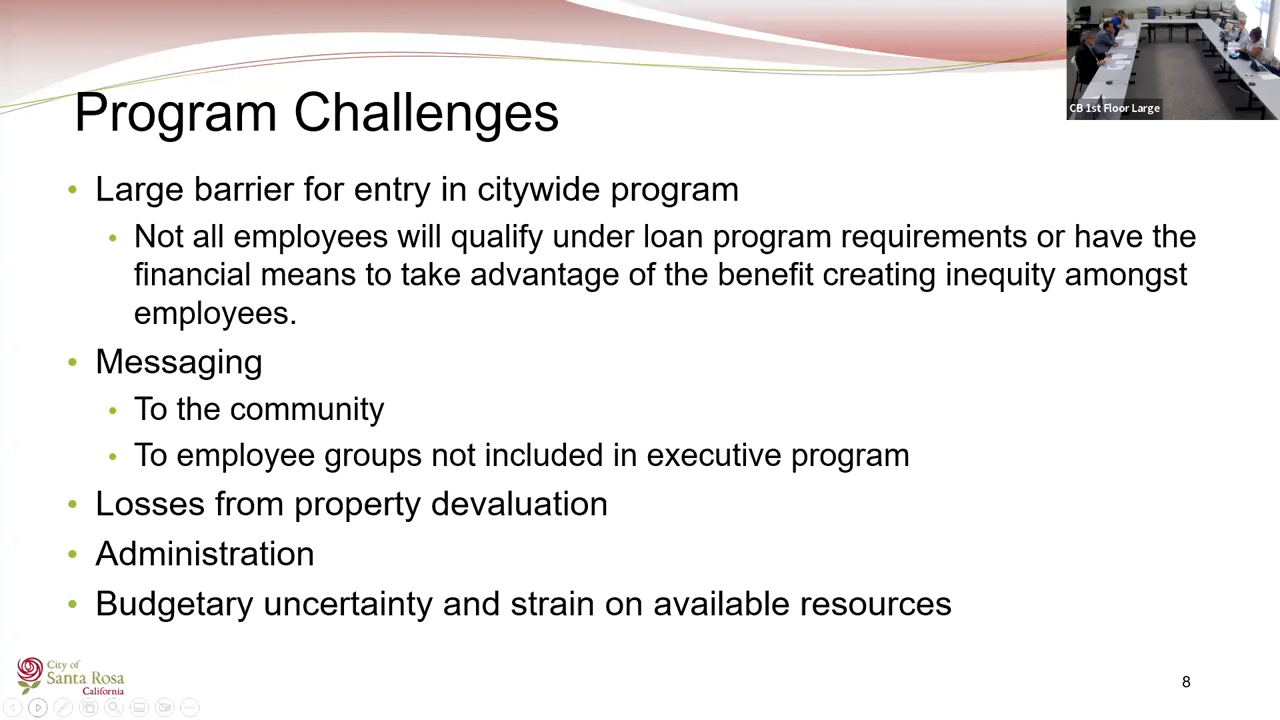 CB 1st Floor Large
Program Challenges
• Large barrier for entry in citywide program
• Not all employees will qualify under loan program requirements or have the
financial means to take advantage of the benefit creating inequity amongst
employees.
• Messaging
• To the community
• To employee groups not included in executive program
• Losses from property devaluation
• Administration
• Budgetary uncertainty and strain on available resources
City of
Santa Rosa
California
8